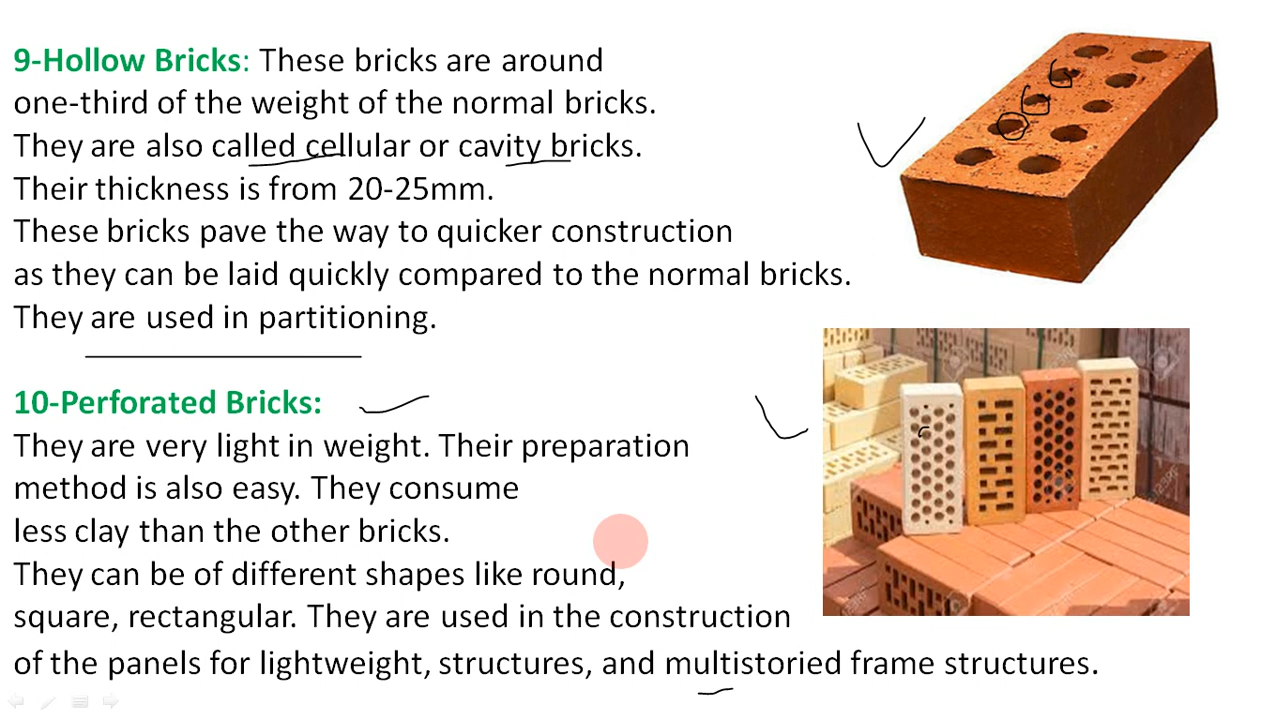 9-Hollow Bricks: These bricks are around
one-third of the weight of the normal bricks.
They are also called cellular or cavity bricks.
Their thickness is from 20-25mm.
These bricks pave the way to quicker construction
as they can be laid quickly compared to the normal bricks.
They are used in partitioning.
10-Perforated Bricks:
They are very light in weight. Their preparation
method is also easy. They consume
less clay than the other bricks.
They can be of different shapes like round,
square, rectangular. They are used in the construction
of the panels for lightweight, structures, and multistoried frame structures.